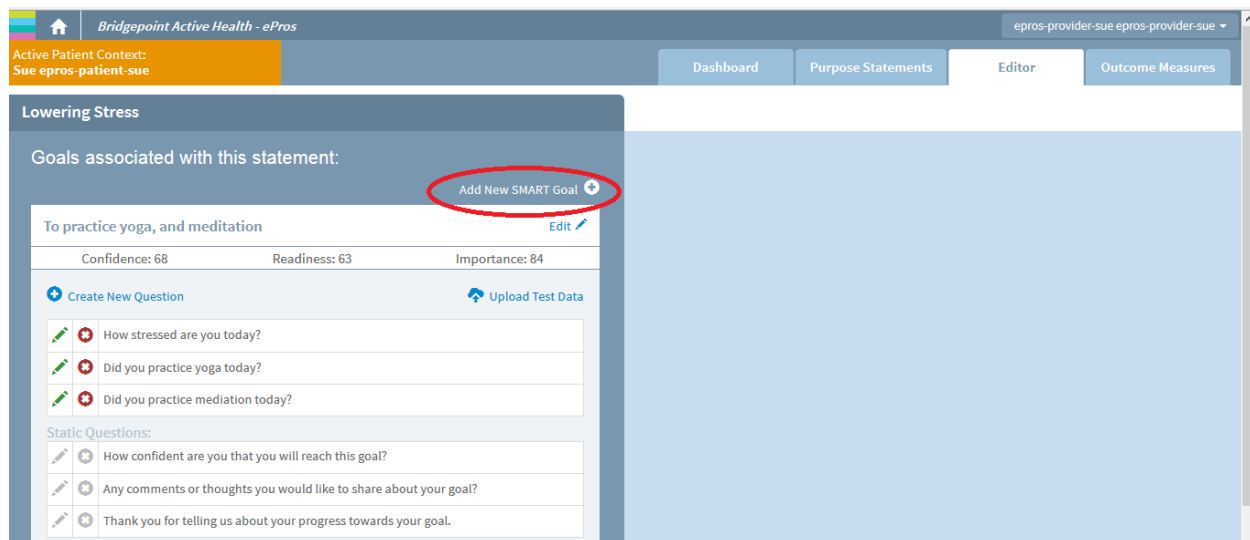 Bridgepoint Active Health - ePros
epros-provider-sue epros-provider-sue
Active Patient Context:
Sue epros-patient-sue
Dashboard
Purpose Statements
Editor
Outcome Measures
Lowering Stress
Goals associated with this statement:
Add New SMART Goal
To practice yoga, and meditation
Edit
Confidence: 68
Readiness: 63
Importance: 84
Create New Question
Upload Test Data
How stressed are you today?
Did you practice yoga today?
Did you practice mediation today?
Static Questions:
How confident are you that you will reach this goal?
Any comments or thoughts you would like to share about your goal?
Thank you for telling us about your progress towards your goal.